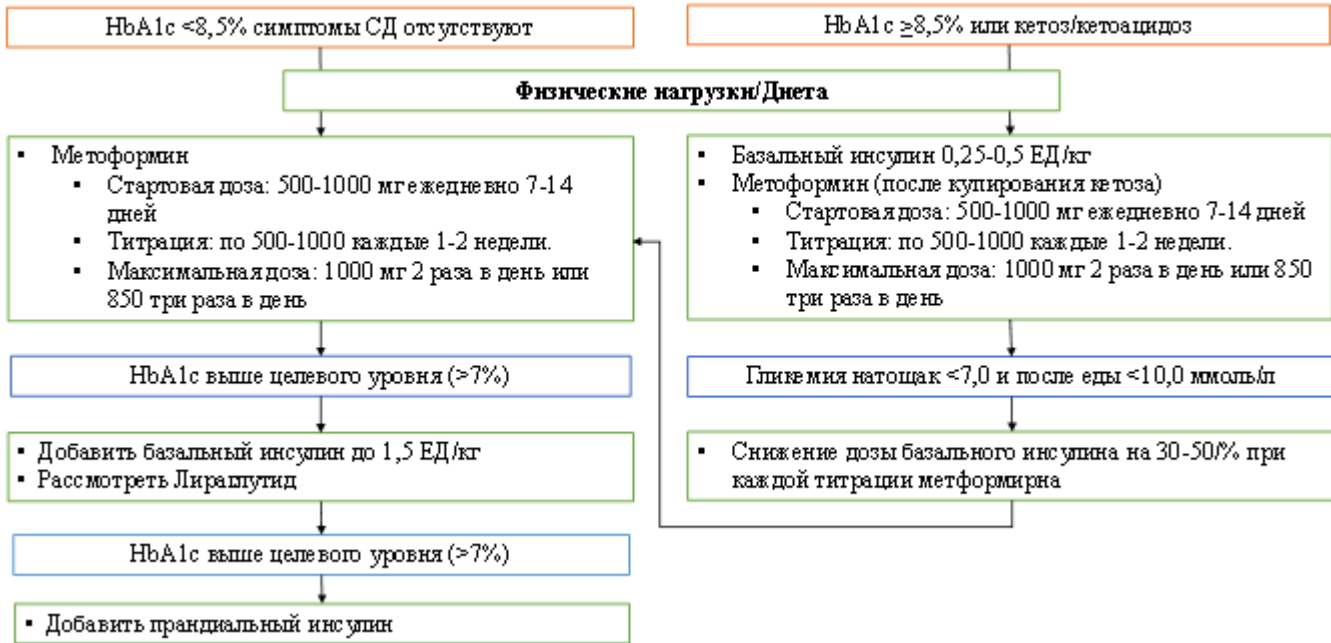 HbA1c <8,5% симптомы СД отсутствуют
HbA1c ≥8,5% или кетоз/кетоацидоз
Физические нагрузки/Диета
▪ Метоформин
▪ Стартовая доза: 500-1000 мг ежедневно 7-14
дней
▪ Титрация: по 500-1000 каждые 1-2 недели.
▪ Максимальная доза: 1000 мг 2 раза в день или
850 три раза в день
HbA1c выше целевого уровня (>7%)
▪ Добавить базальный инсулин до 1,5 ЕД/кг
▪ Рассмотреть Лираглутид
HbA1c выше целевого уровня (>7%)
▪ Добавить прандиальный инсулин
▪ Базальный инсулин 0,25-0,5 ЕД/кг
▪ Метоформин (после купирования кетоза)
▪ Стартовая доза: 500-1000 мг ежедневно 7-14 дней
▪ Титрация: по 500-1000 каждые 1-2 недели.
▪ Максимальная доза: 1000 мг 2 раза в день или 850
три раза в день
Гликемия натощак <7,0 и после еды <10,0 ммоль/л
▪ Снижение дозы базального инсулина на 30-50/% при
каждой титрации метформирна